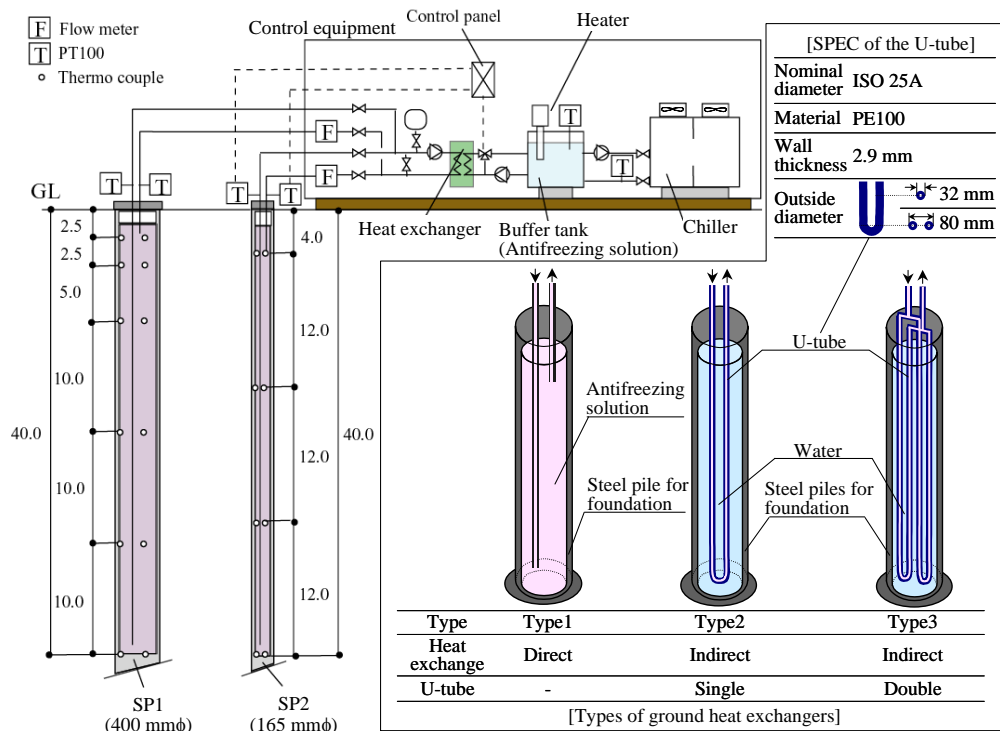 F Flow meter
T PT100
Thermo couple
Control equipment
Control panel
Heater
T
F
F
T
T
T
T
T
GL
Heat exchanger
Buffer tank
(Antifreezing solution)
Chiller
2.5
2.5
5.0
10.0
10.0
10.0
40.0
4.0
12.0
12.0
12.0
40.0
SP1
(400 mmϕ)
SP2
(165 mmϕ)
[SPEC of the U-tube]
Nominal
diameter
ISO 25A
Material PE100
Wall
thickness
2.9 mm
Outside
diameter
32 mm
80 mm
U-tube
Antifreezing
solution
Water
Steel pile for
foundation
Steel piles for
foundation
Type Type1 Type2 Type3
Heat
exchange
Direct Indirect Indirect
U-tube - Single Double
[Types of ground heat exchangers]